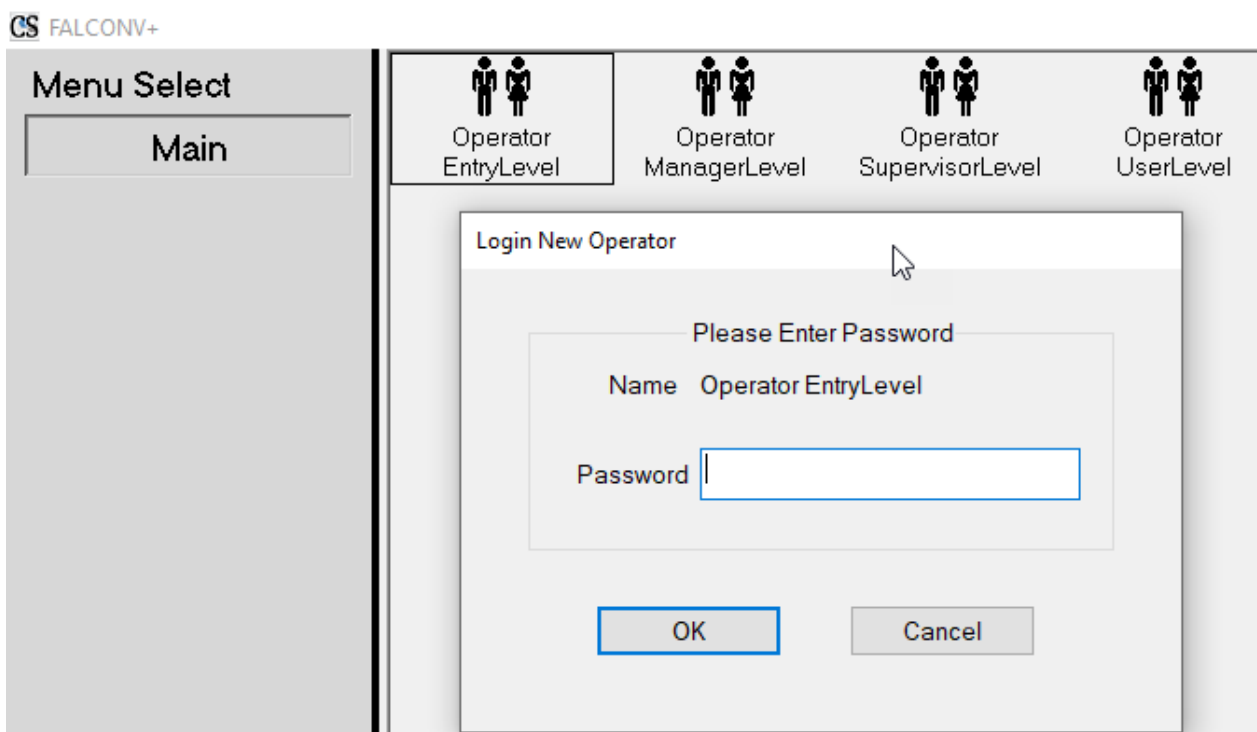 CS FALCONV+
Menu Select
Main
Operator
EntryLevel
Operator
ManagerLevel
Operator
SupervisorLevel
Operator
UserLevel
Login New Operator
Please Enter Password
Name Operator EntryLevel
Password
OK Cancel